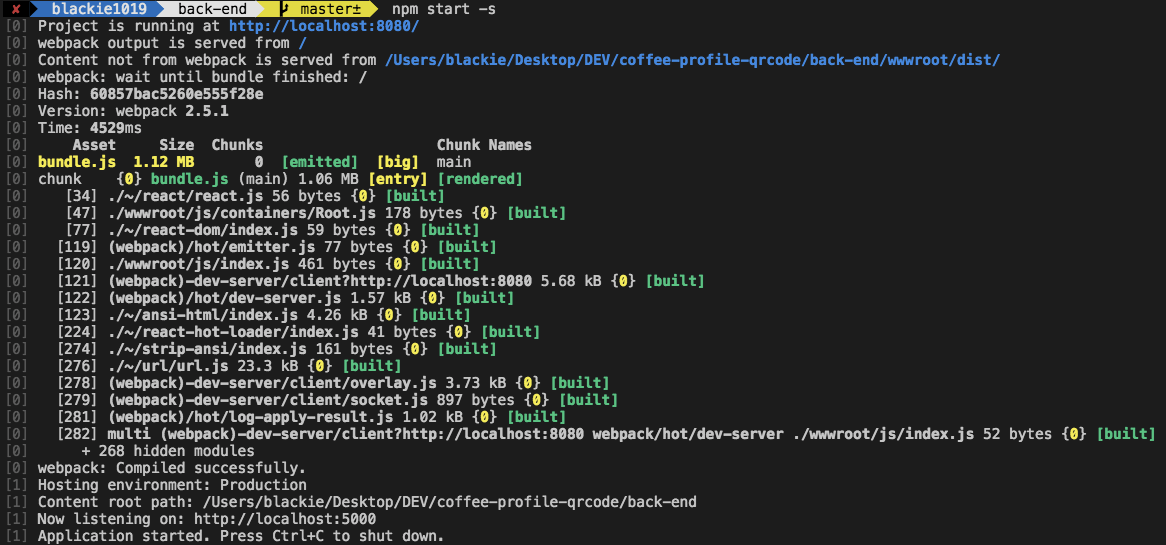 ✘ blackie1019 back-end master± npm start -s
[0] Project is running at http://localhost:8080/
[0] webpack output is served from /
[0] Content not from webpack is served from /Users/blackie/Desktop/DEV/coffee-profile-qrcode/back-end/wwwroot/dist/
[0] webpack: wait until bundle finished: /
[0] Hash: 60857bac5260e555f28e
[0] Version: webpack 2.5.1
[0] Time: 4529ms
[0] Asset Size Chunks Chunk Names
[0] bundle.js 1.12 MB 0 [emitted] [big] main
[0] chunk {0} bundle.js (main) 1.06 MB [entry] [rendered]
[0] [34] ./~/react/react.js 56 bytes {0} [built]
[0] [47] ./wwwroot/js/containers/Root.js 178 bytes {0} [built]
[0] [77] ./~/react-dom/index.js 59 bytes {0} [built]
[0] [119] (webpack)/hot/emitter.js 77 bytes {0} [built]
[0] [120] ./wwwroot/js/index.js 461 bytes {0} [built]
[0] [121] (webpack)-dev-server/client?http://localhost:8080 5.68 kB {0} [built]
[0] [122] (webpack)/hot/dev-server.js 1.57 kB {0} [built]
[0] [123] ./~/ansi-html/index.js 4.26 kB {0} [built]
[0] [224] ./~/react-hot-loader/index.js 41 bytes {0} [built]
[0] [274] ./~/strip-ansi/index.js 161 bytes {0} [built]
[0] [276] ./~/url/url.js 23.3 kB {0} [built]
[0] [278] (webpack)-dev-server/client/overlay.js 3.73 kB {0} [built]
[0] [279] (webpack)-dev-server/client/socket.js 897 bytes {0} [built]
[0] [281] (webpack)/hot/log-apply-result.js 1.02 kB {0} [built]
[0] [282] multi (webpack)-dev-server/client?http://localhost:8080 webpack/hot/dev-server ./wwwroot/js/index.js 52 bytes {0} [built]
[0] + 268 hidden modules
[0] webpack: Compiled successfully.
[1] Hosting environment: Production
[1] Content root path: /Users/blackie/Desktop/DEV/coffee-profile-qrcode/back-end
[1] Now listening on: http://localhost:5000
[1] Application started. Press Ctrl+C to shut down.